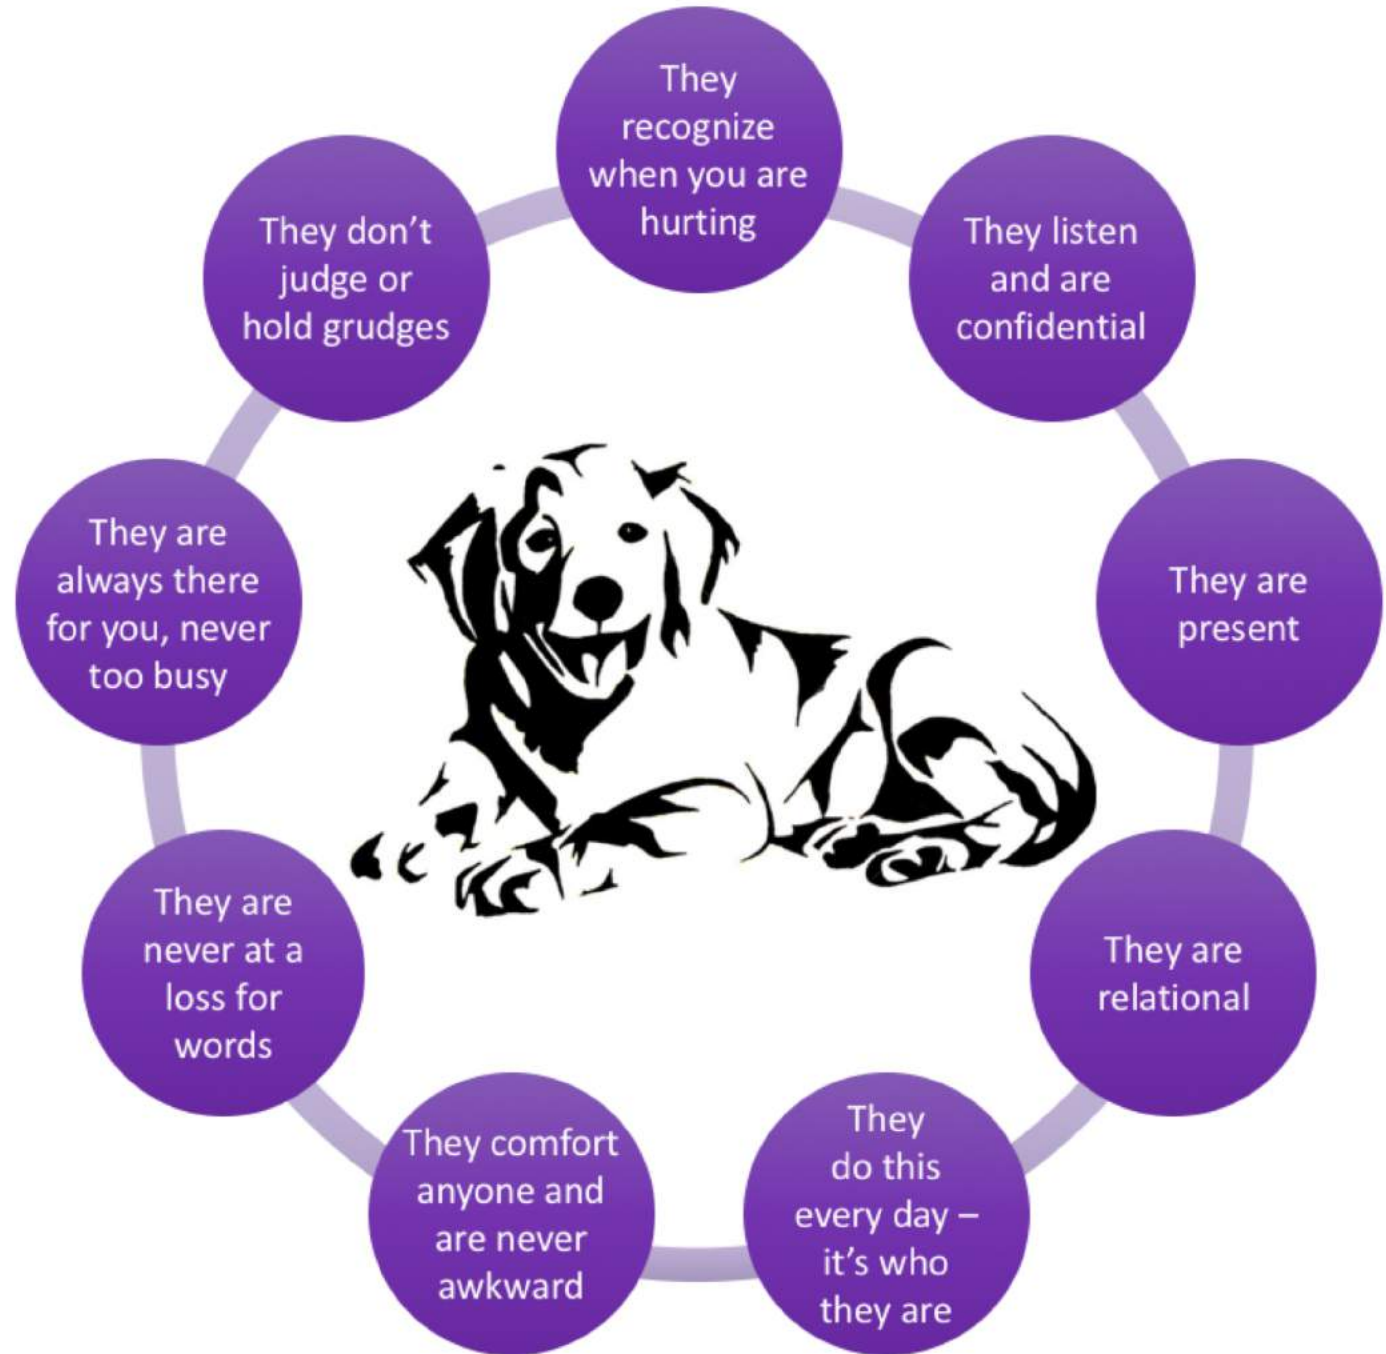 They
recognize
when you are
hurting
They listen
and are
confidential
They are
present
They are
relational
They
do this
every day –
it’s who
they are
They comfort
anyone and
are never
awkward
They are
never at a
loss for
words
They are
always there
for you, never
too busy
They don’t
judge or
hold grudges